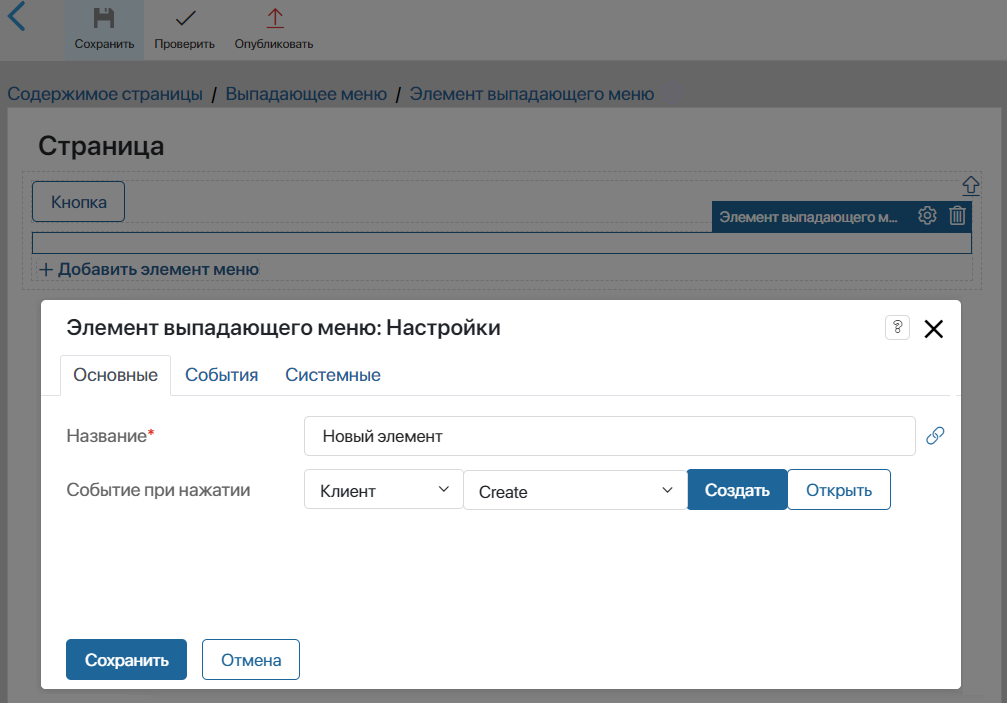 Сохранить Проверить Опубликовать
Содержимое страницы / Выпадающее меню / Элемент выпадающего меню
Страница
Кнопка
Элемент выпадающего м...
+ Добавить элемент меню
Элемент выпадающего меню: Настройки ?
Основные События Системные
Название* Новый элемент
Событие при нажатии Клиент Create Создать Открыть
Сохранить Отмена